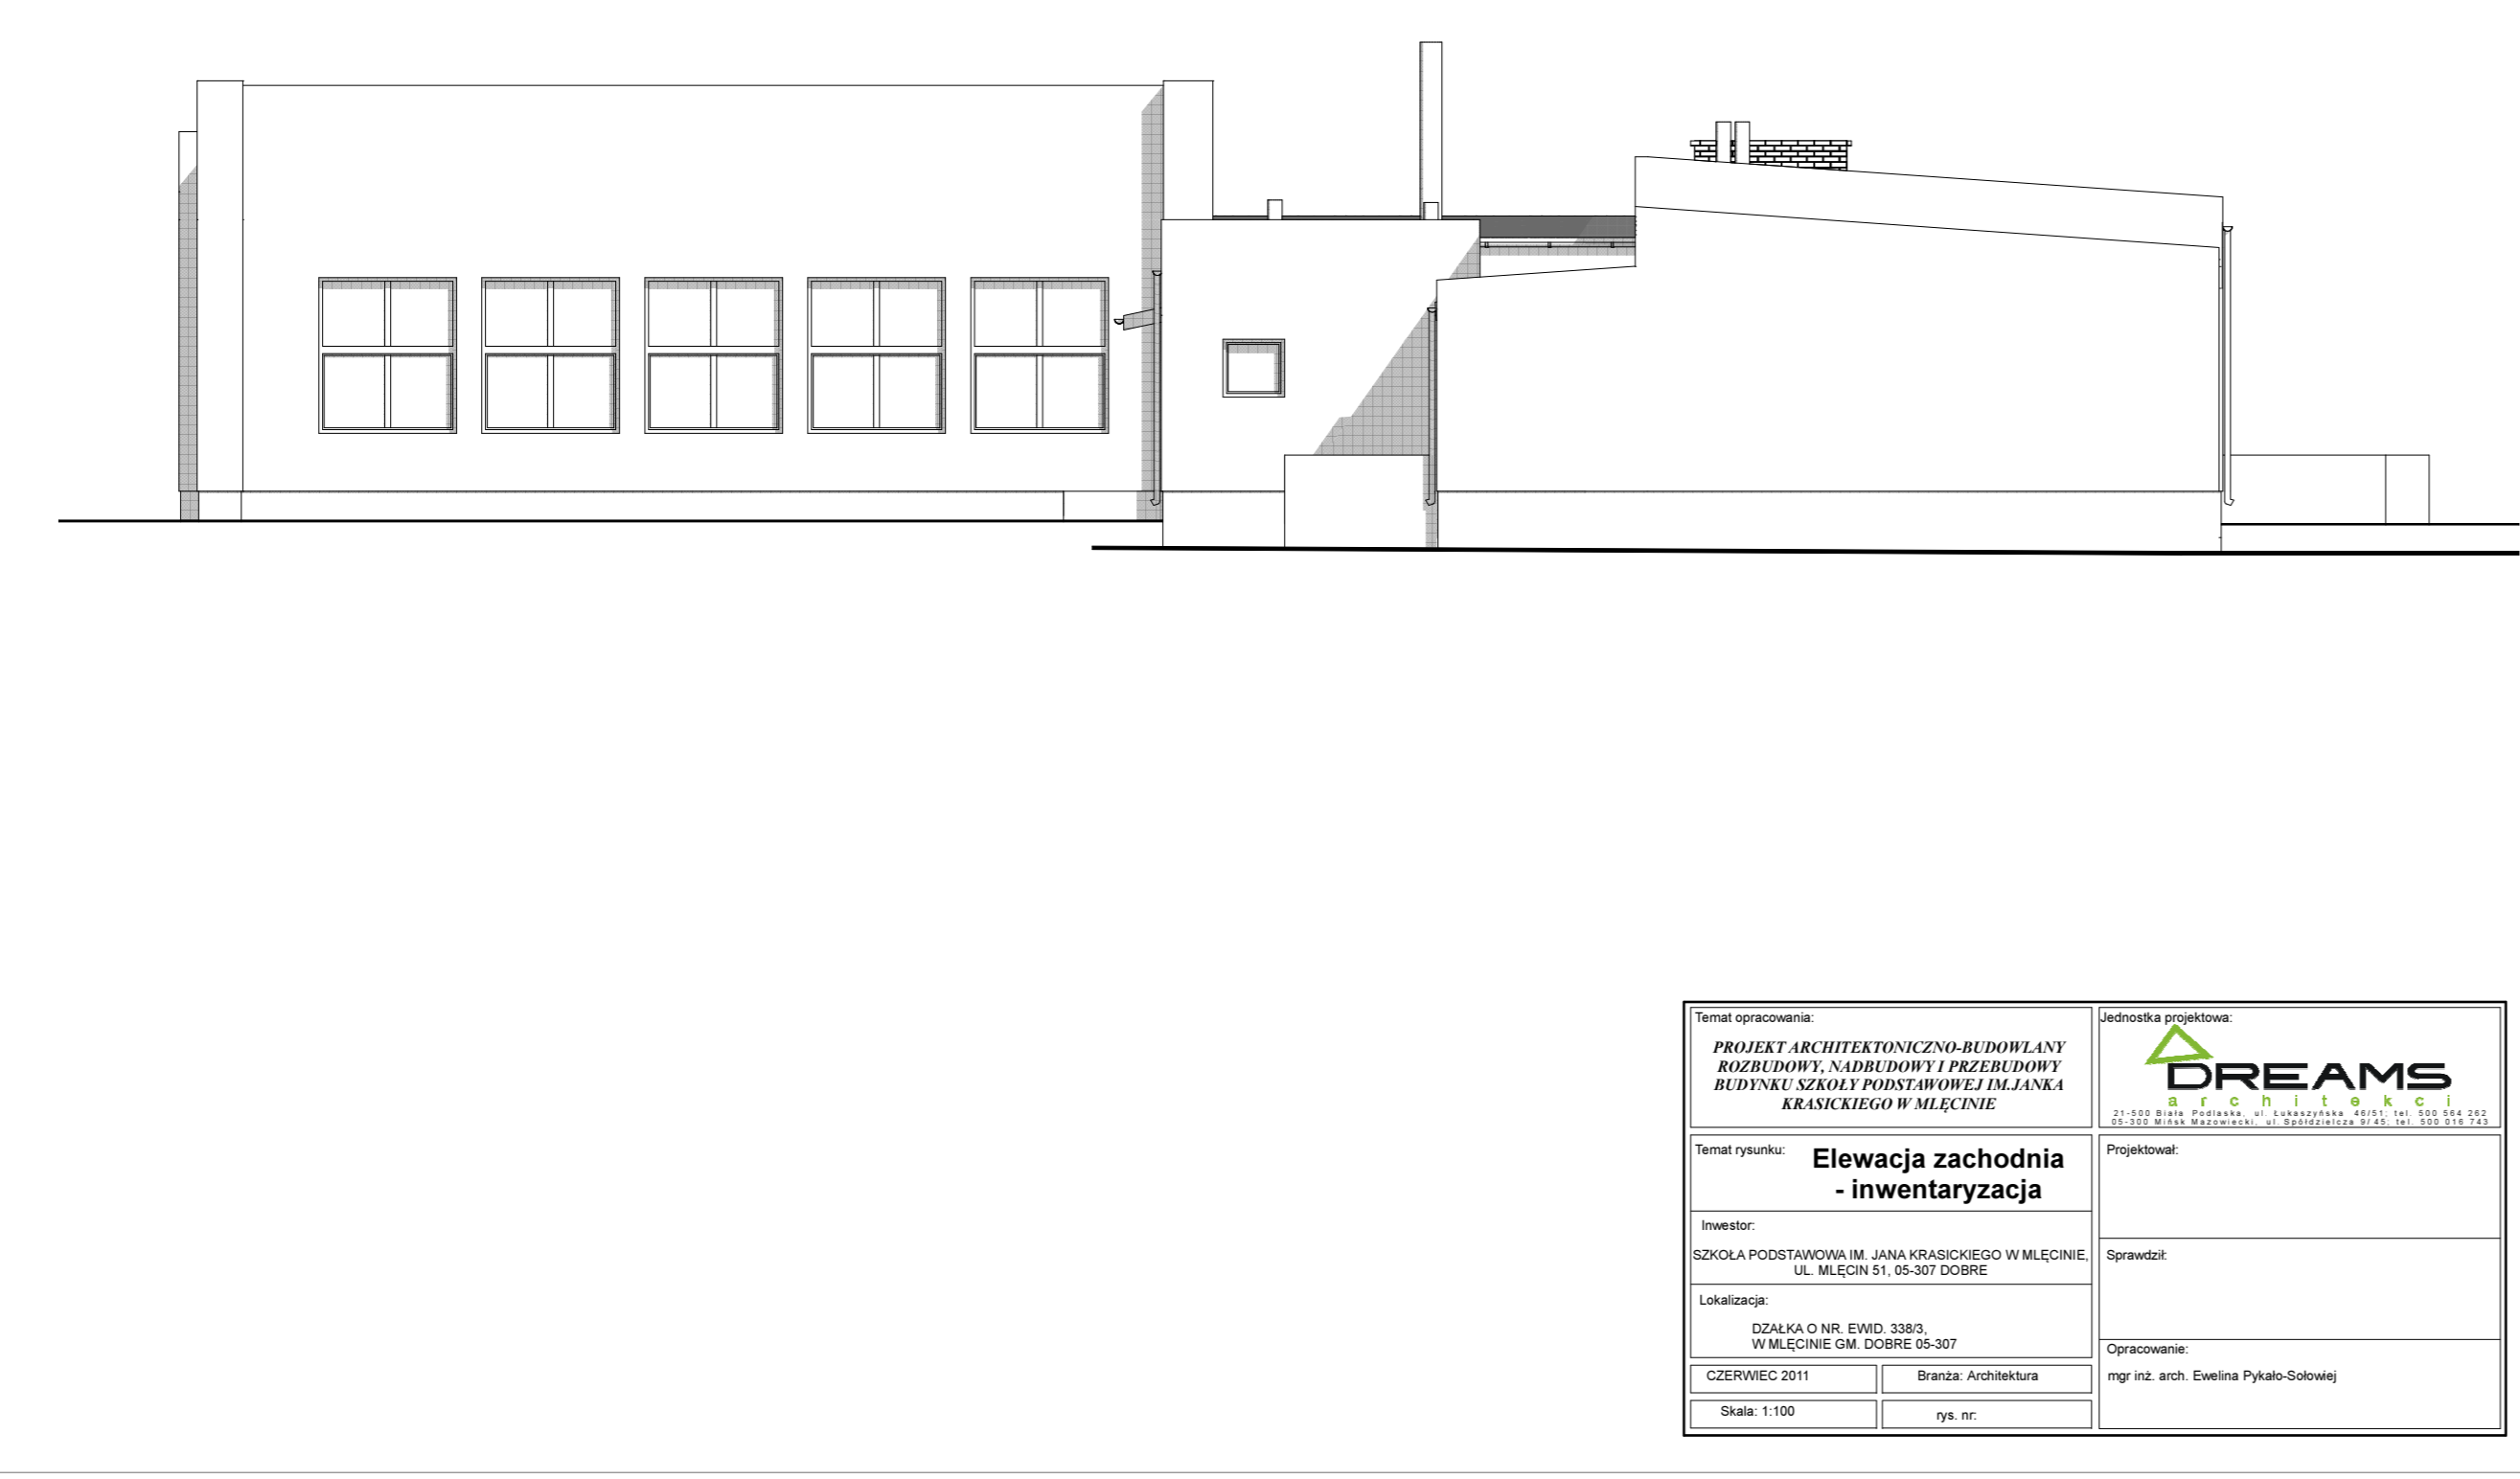 Temat opracowania:
PROJEKT ARCHITEKTONICZNO-BUDOWLANY
ROZBUDOWY, NADBUDOWY I PRZEBUDOWY
BUDYNKU SZKOŁY PODSTAWOWEJ IM.JANKA
KRASICKIEGO W MLĘCINIE
Jednostka projektowa:
DREAMS
architekci
21-500 Biała Podlaska, ul. Łukaszyńska 46/51; tel. 500 564 262
05-300 Mińsk Mazowiecki, ul. Spółdzielcza 9/45; tel. 500 016 743
Temat rysunku:
Elewacja zachodnia
- inwentaryzacja
Inwestor:
SZKOŁA PODSTAWOWA IM. JANA KRASICKIEGO W MLĘCINIE,
UL. MLĘCIN 51, 05-307 DOBRE
Lokalizacja:
DZAŁKA O NR. EWID. 338/3,
W MLĘCINIE GM. DOBRE 05-307
CZERWIEC 2011
Branża: Architektura
Skala: 1:100
rys. nr:
Projektował:
Sprawdził:
Opracowanie:
mgr inż. arch. Ewelina Pykało-Sołowiej